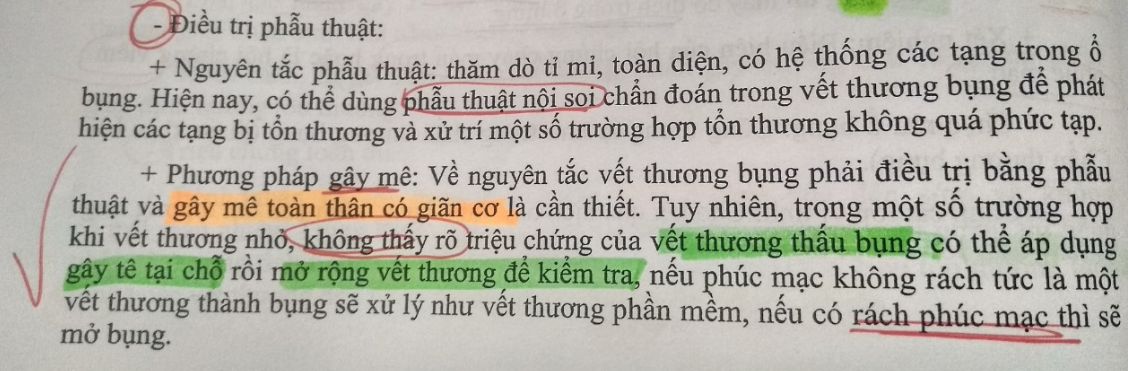 - Điều trị phẫu thuật:
+ Nguyên tắc phẫu thuật: thăm dò tỉ mỉ, toàn diện, có hệ thống các tạng trong ổ
bụng. Hiện nay, có thể dùng phẫu thuật nội soi chẩn đoán trong vết thương bụng để phát
hiện các tạng bị tổn thương và xử trí một số trường hợp tổn thương không quá phức tạp.
+ Phương pháp gây mê: Về nguyên tắc vết thương bụng phải điều trị bằng phẫu
thuật và gây mê toàn thân có giãn cơ là cần thiết. Tuy nhiên, trong một số trường hợp
khi vết thương nhỏ, không thấy rõ triệu chứng của vết thương thấu bụng có thể áp dụng
gây tê tại chỗ rồi mở rộng vết thương để kiểm tra, nếu phúc mạc không rách tức là một
vết thương thành bụng sẽ xử lý như vết thương phần mềm, nếu có rách phúc mạc thì sẽ
mở bụng.